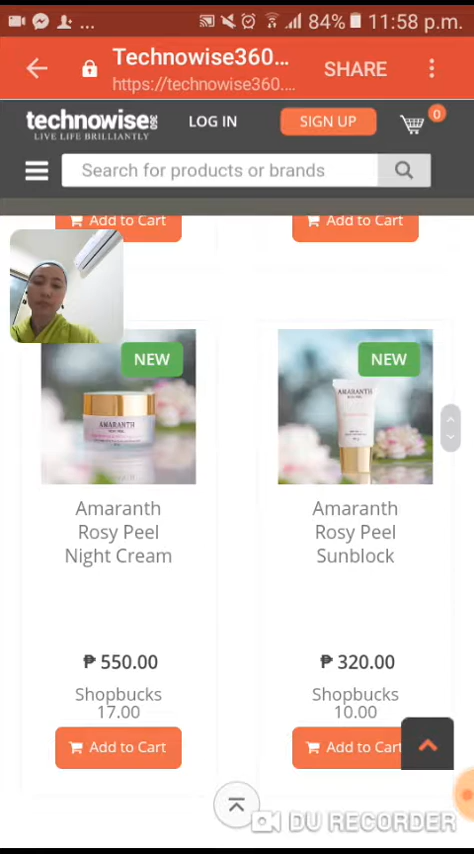 ... 84% 11:58 p.m.
Technowise360...
https://technowise360....
SHARE
technowise360
LIVE LIFE BRILLIANTLY
LOG IN
SIGN UP
0
Search for products or brands
Add to Cart
Add to Cart
NEW
AMARANTH
NEW
AMARANTH
Amaranth
Rosy Peel
Night Cream
Amaranth
Rosy Peel
Sunblock
₱ 550.00
₱ 320.00
Shopbucks
17.00
Shopbucks
10.00
Add to Cart
Add to Cart
DU RECORDER